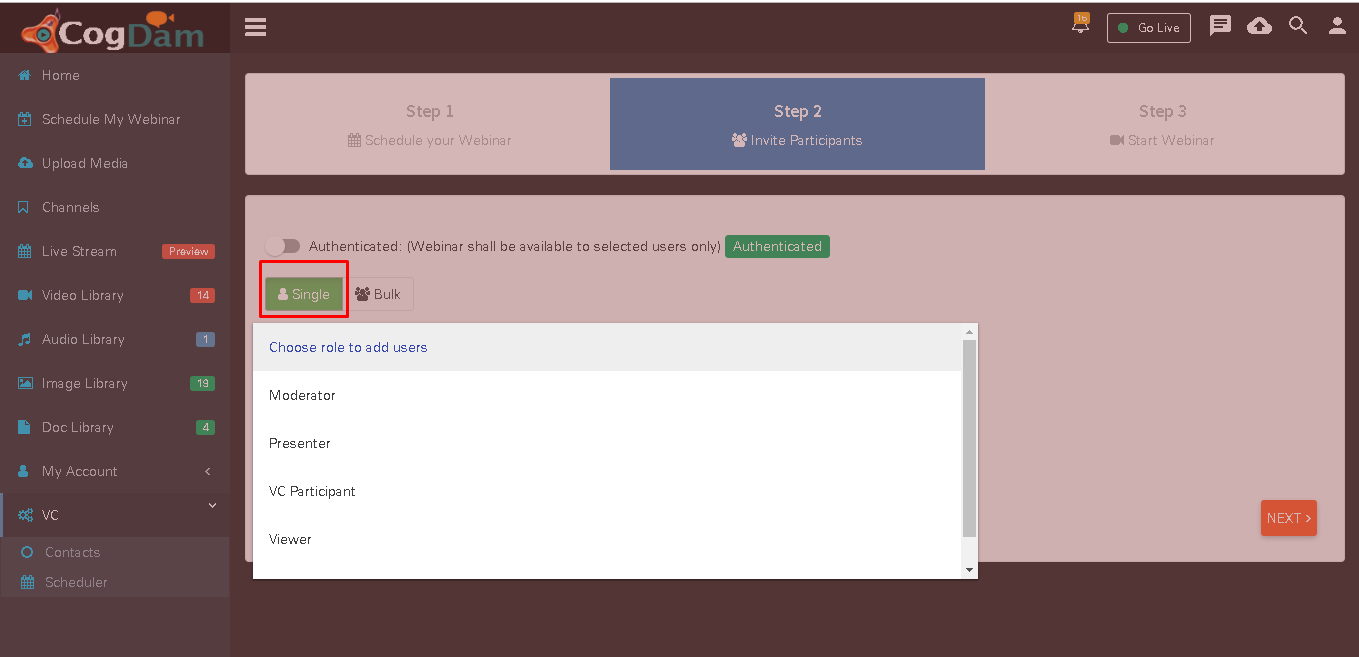 CogDam
16
Go Live
Home
Schedule My Webinar
Upload Media
Channels
Live Stream Preview
Video Library 14
Audio Library 1
Image Library 19
Doc Library 4
My Account
VC
Contacts
Scheduler
Step 1
Schedule your Webinar
Step 2
Invite Participants
Step 3
Start Webinar
Authenticated: (Webinar shall be available to selected users only) Authenticated
Single Bulk
Choose role to add users
Moderator
Presenter
VC Participant
Viewer
NEXT >